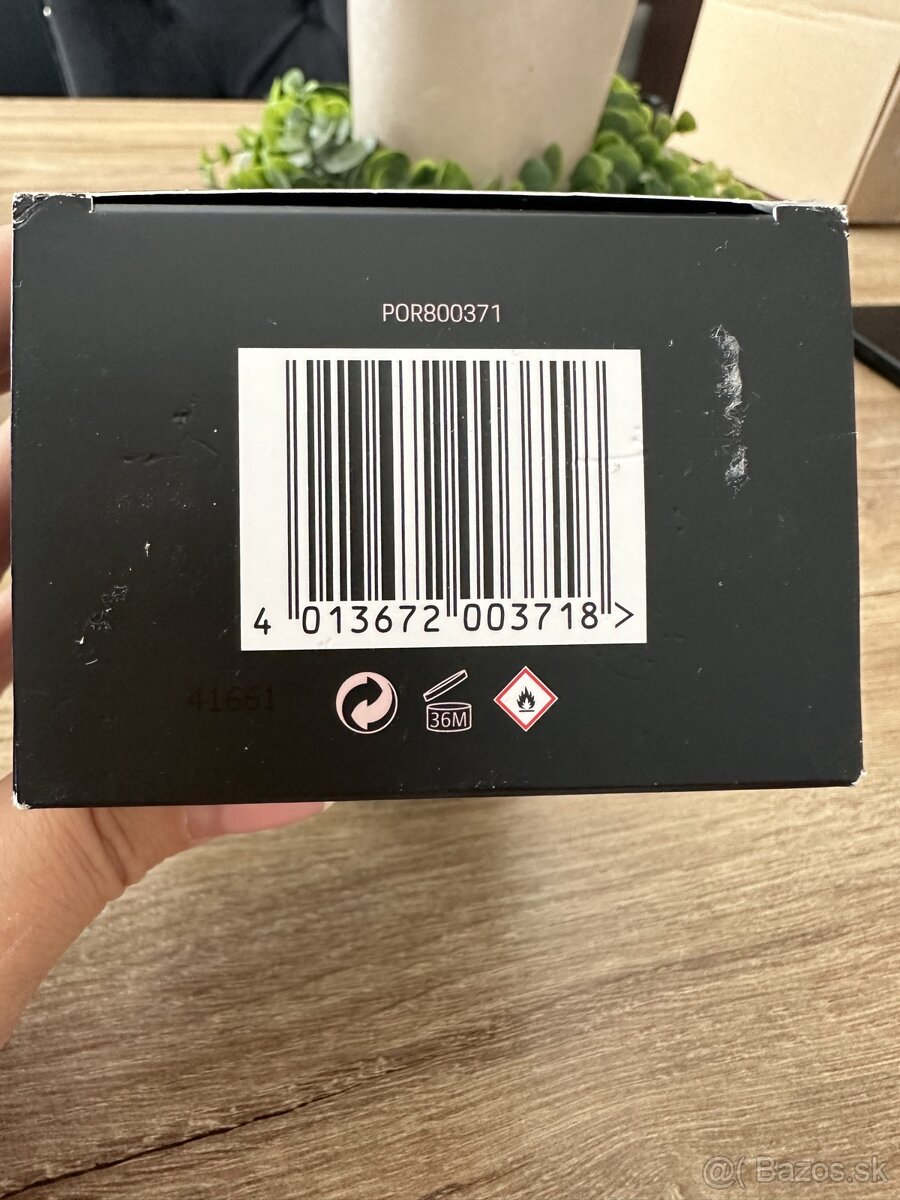 POR800371
4 013672 003718 >
41661
36M
@( Bazos.sk